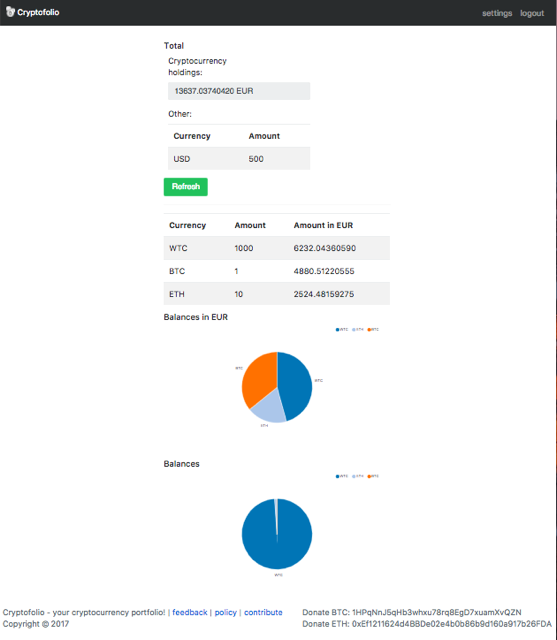 Cryptofolio
settings logout
Total
Cryptocurrency
holdings:
13637.03740420 EUR
Other:
Currency Amount
USD 500
Refresh
Currency Amount Amount in EUR
WTC 1000 6232.04360590
BTC 1 4880.51220555
ETH 10 2524.48159275
Balances in EUR
WTC ETH BTC
BTC
WTC
ETH
Balances
WTC ETH BTC
WTC
Cryptofolio - your cryptocurrency portfolio! | feedback | policy | contribute
Copyright © 2017
Donate BTC: 1HPqNnJ5qHb3whxu78rq8EgD7xuamXvQZN
Donate ETH: 0xEf1211624d4BBDe02e4b0b86b9d160a917b26FDA